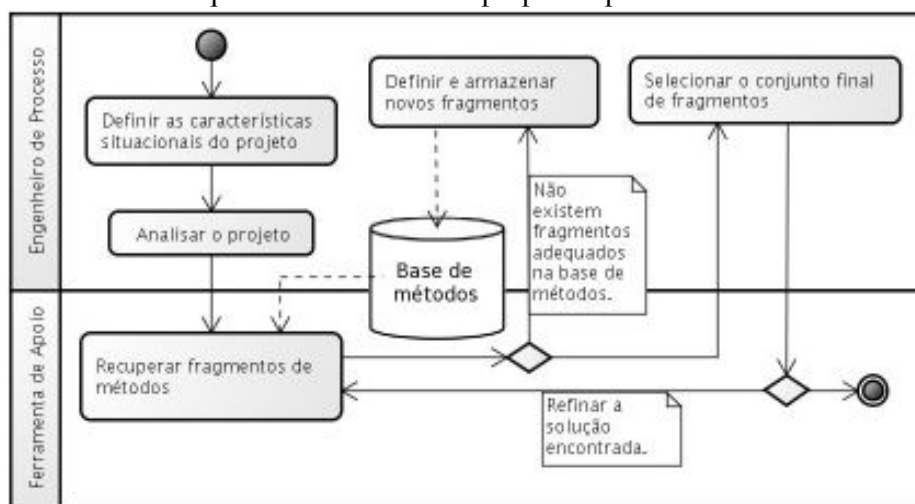 Engenheiro de Processo
Definir as características
situacionais do projeto
Analisar o projeto
Definir e armazenar
novos fragmentos
Selecionar o conjunto final
de fragmentos
Não
existem
fragmentos
adequados
na base de
métodos.
Base de
métodos
Ferramenta de Apoio
Recuperar fragmentos de
métodos
Refinar a
solução
encontrada.